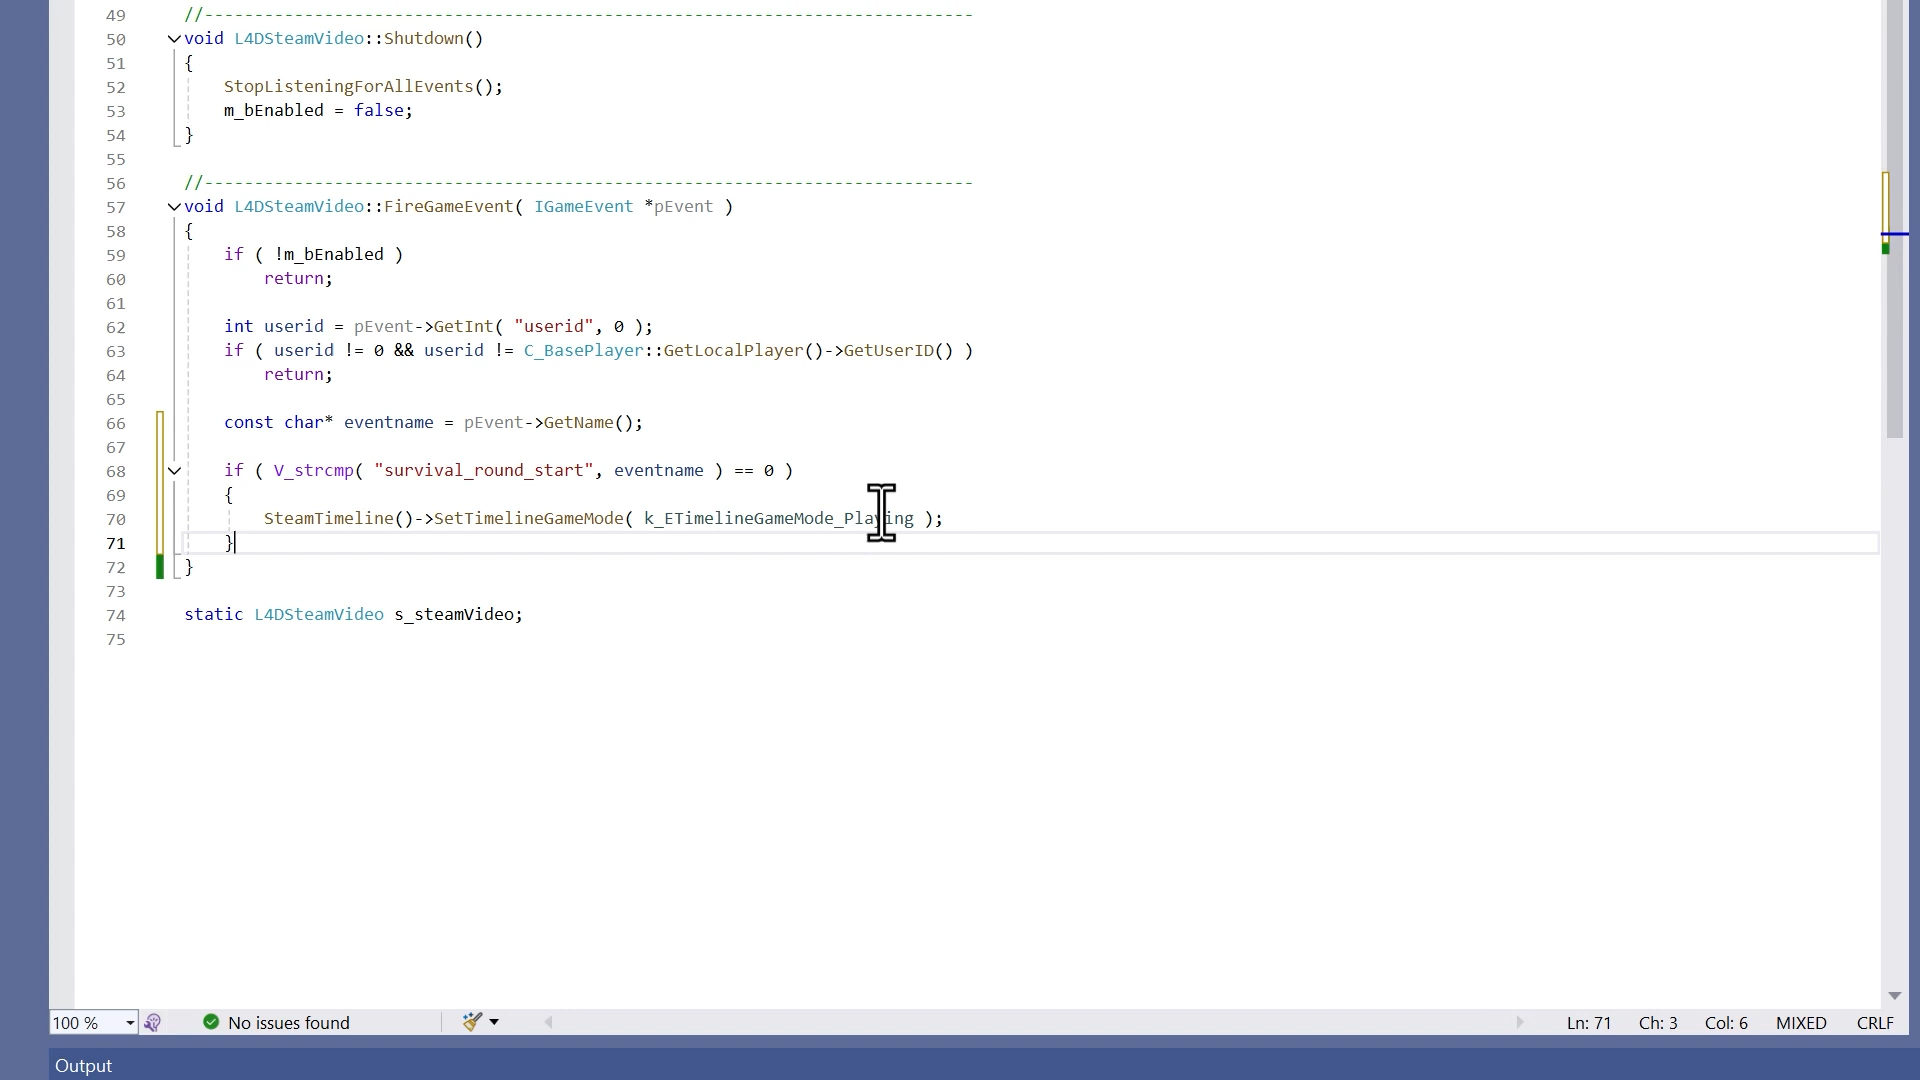 49 //-----------------------------------------------------------------------------
50 void L4DSteamVideo::Shutdown()
51 {
52 StopListeningForAllEvents();
53 m_bEnabled = false;
54 }
55
56 //-----------------------------------------------------------------------------
57 void L4DSteamVideo::FireGameEvent( IGameEvent *pEvent )
58 {
59 if ( !m_bEnabled )
60 return;
61
62 int userid = pEvent->GetInt( "userid", 0 );
63 if ( userid != 0 && userid != C_BasePlayer::GetLocalPlayer()->GetUserID() )
64 return;
65
66 const char* eventname = pEvent->GetName();
67
68 if ( V_strcmp( "survival_round_start", eventname ) == 0 )
69 {
70 SteamTimeline()->SetTimelineGameMode( k_ETimelineGameMode_Playing );
71 }
72 }
73
74 static L4DSteamVideo s_steamVideo;
75
100 % No issues found Ln: 71 Ch: 3 Col: 6 MIXED CRLF
Output